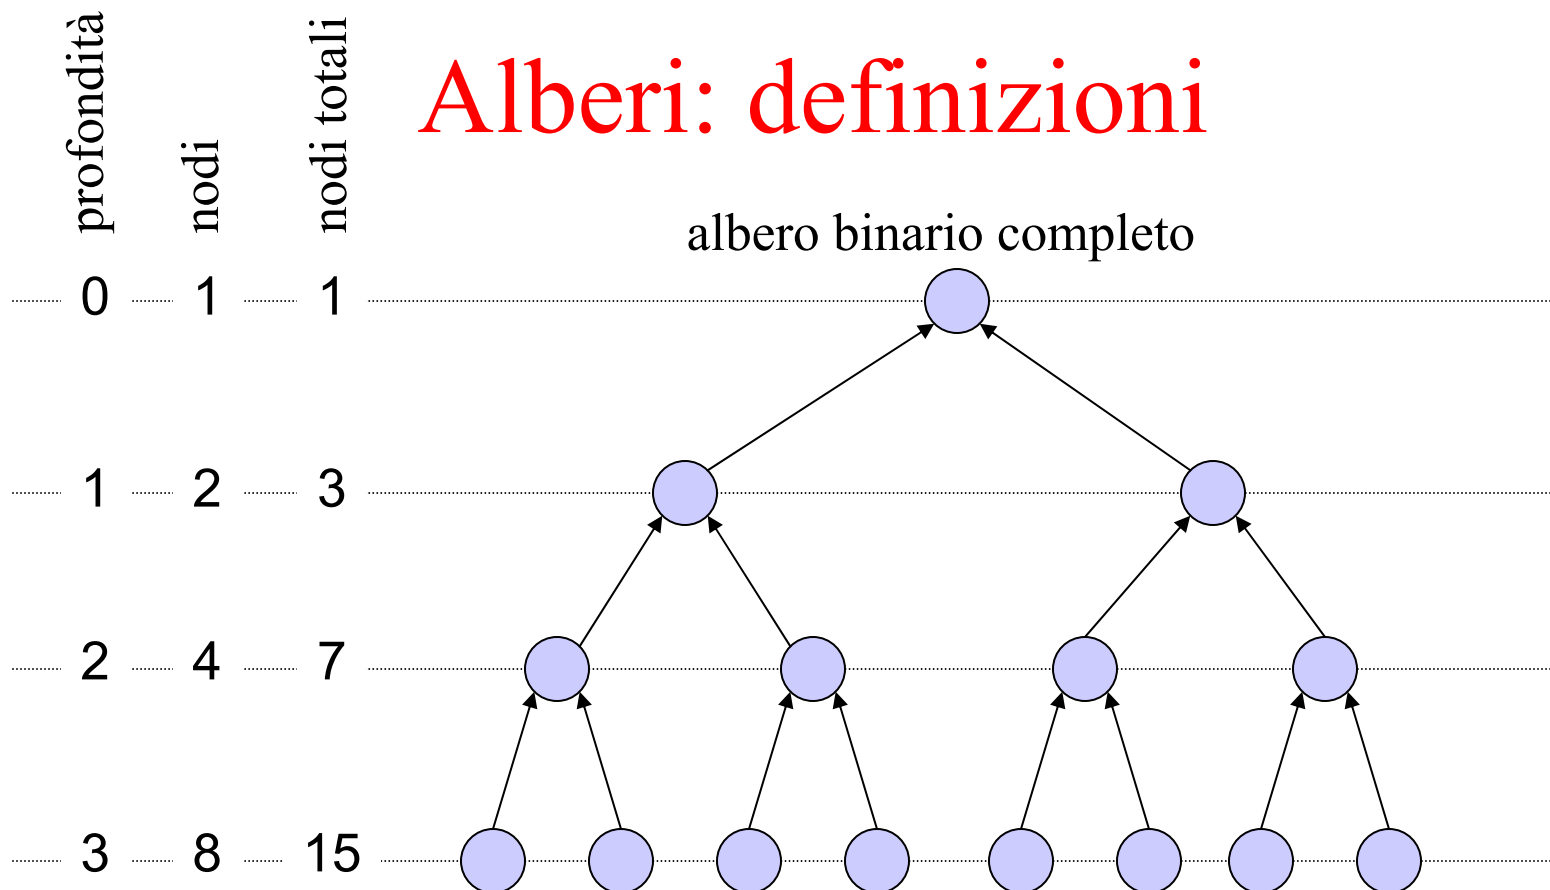 Alberi: definizioni
profondità nodi nodi totali
albero binario completo
0 1 1
1 2 3
2 4 7
3 8 15